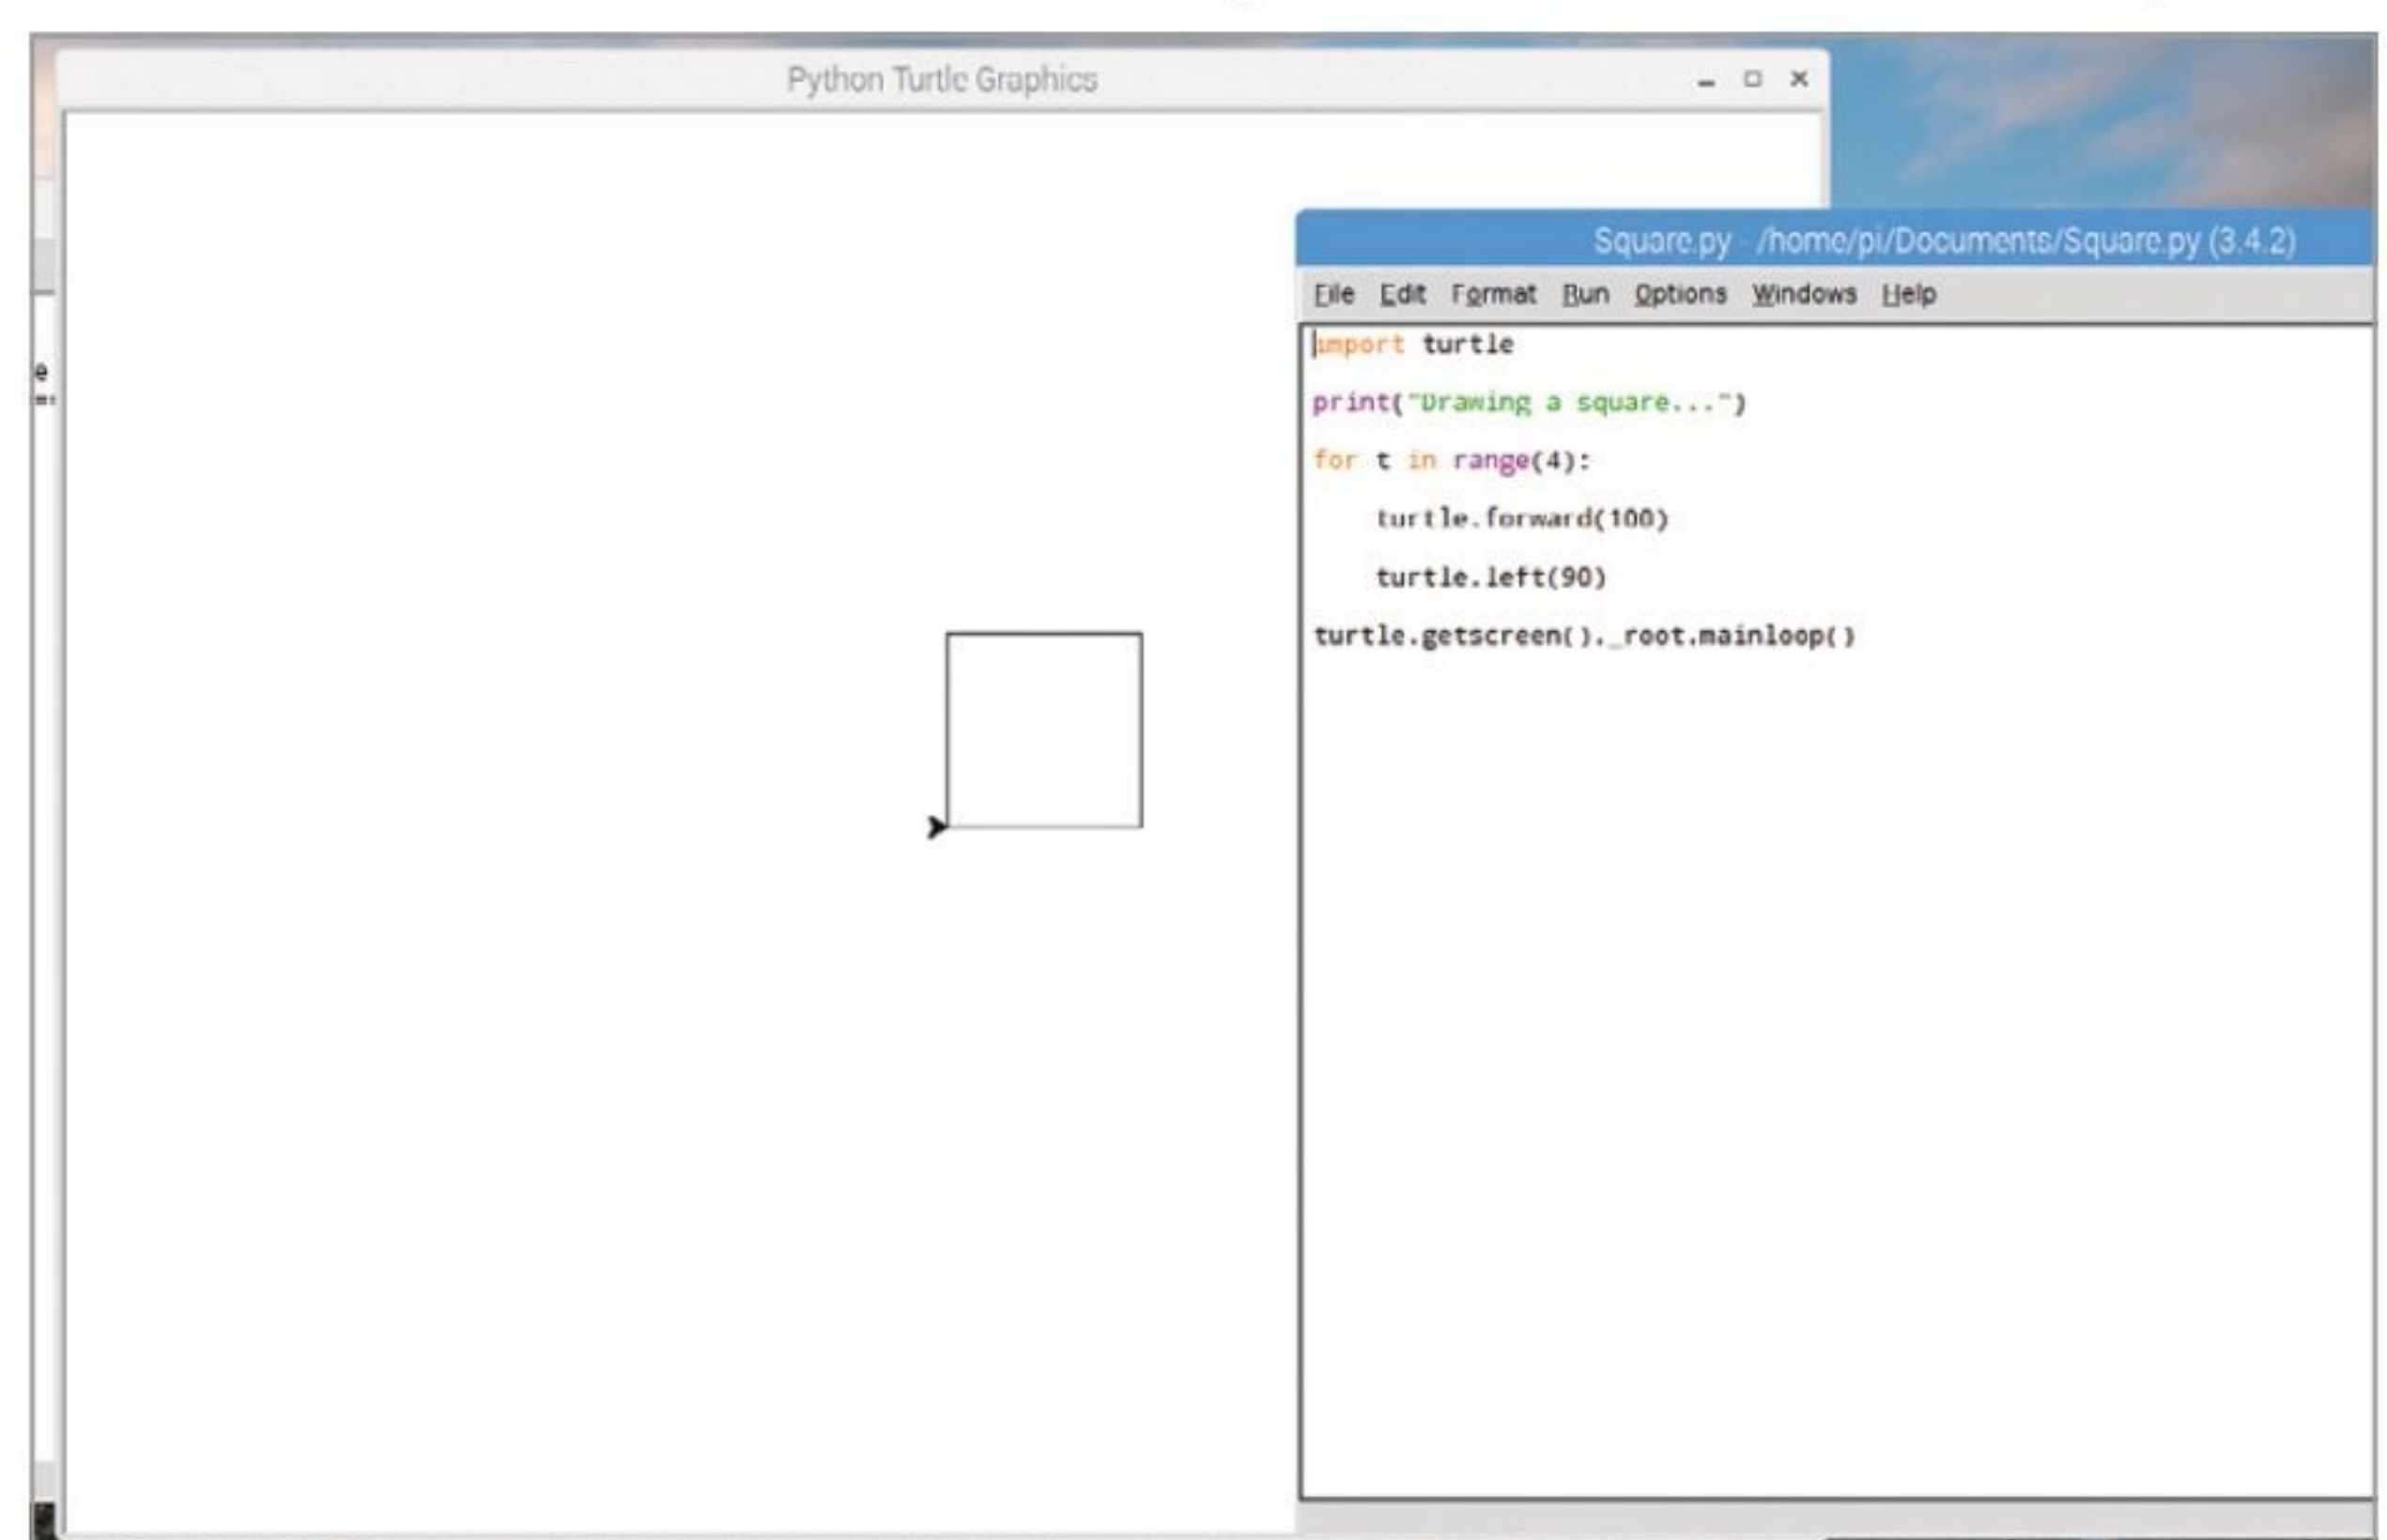 Python Turtle Graphics
Square.py - /home/pi/Documents/Square.py (3.4.2)
File Edit Format Run Options Windows Help
import turtle
print("Drawing a square...")
for t in range(4):
    turtle.forward(100)
    turtle.left(90)
turtle.getscreen()._root.mainloop()
e